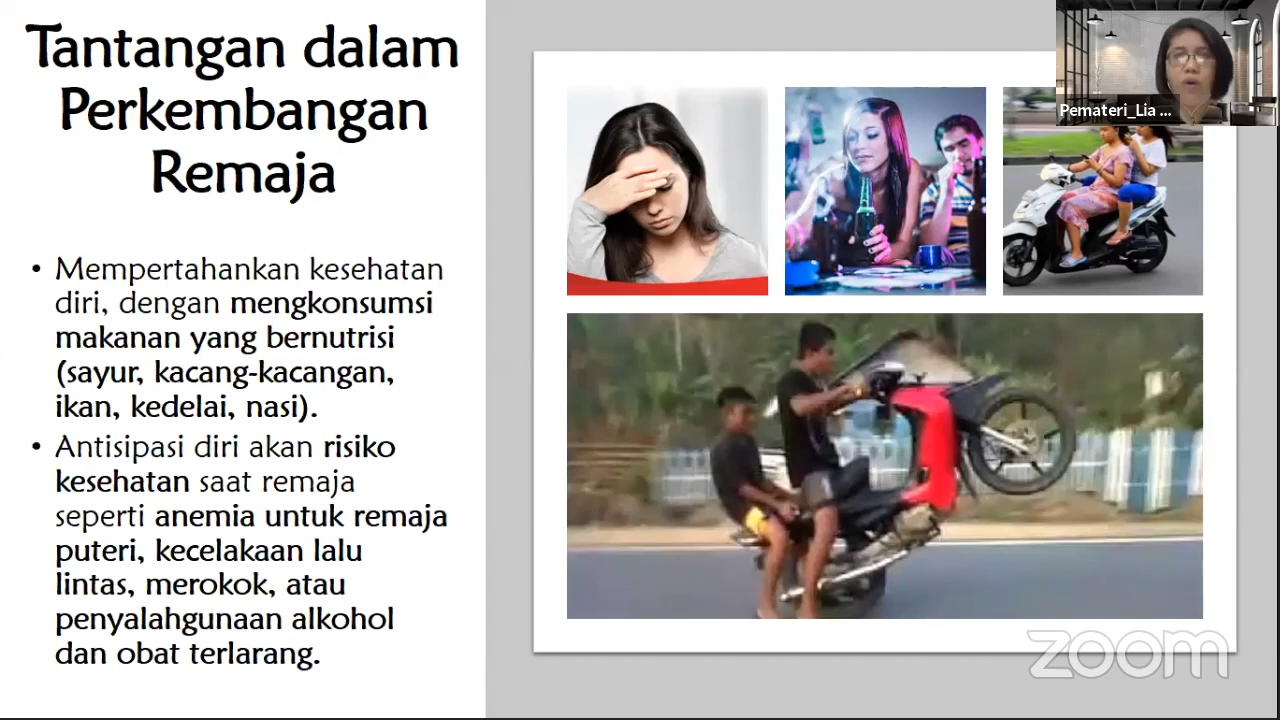 Tantangan dalam
Perkembangan
Remaja
• Mempertahankan kesehatan
diri, dengan mengkonsumsi
makanan yang bernutrisi
(sayur, kacang-kacangan,
ikan, kedelai, nasi).
• Antisipasi diri akan risiko
kesehatan saat remaja
seperti anemia untuk remaja
puteri, kecelakaan lalu
lintas, merokok, atau
penyalahgunaan alkohol
dan obat terlarang.
Pemateri_Lia ...
zoom